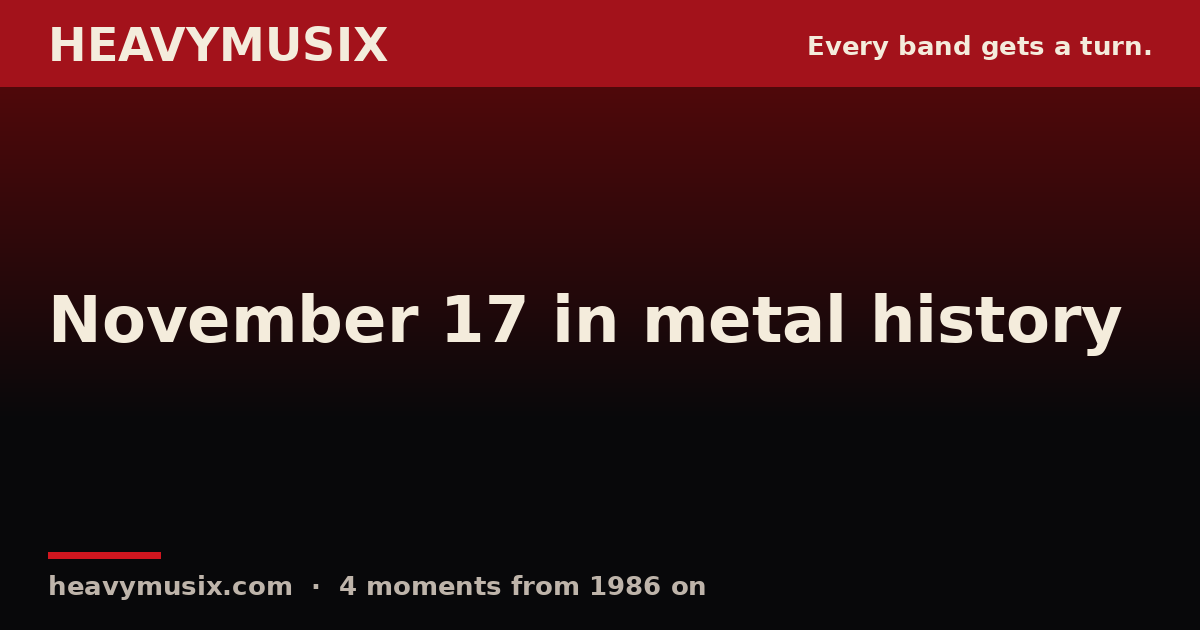 HEAVYMUSIX
Every band gets a turn.
November 17 in metal history
heavymusix.com · 4 moments from 1986 on